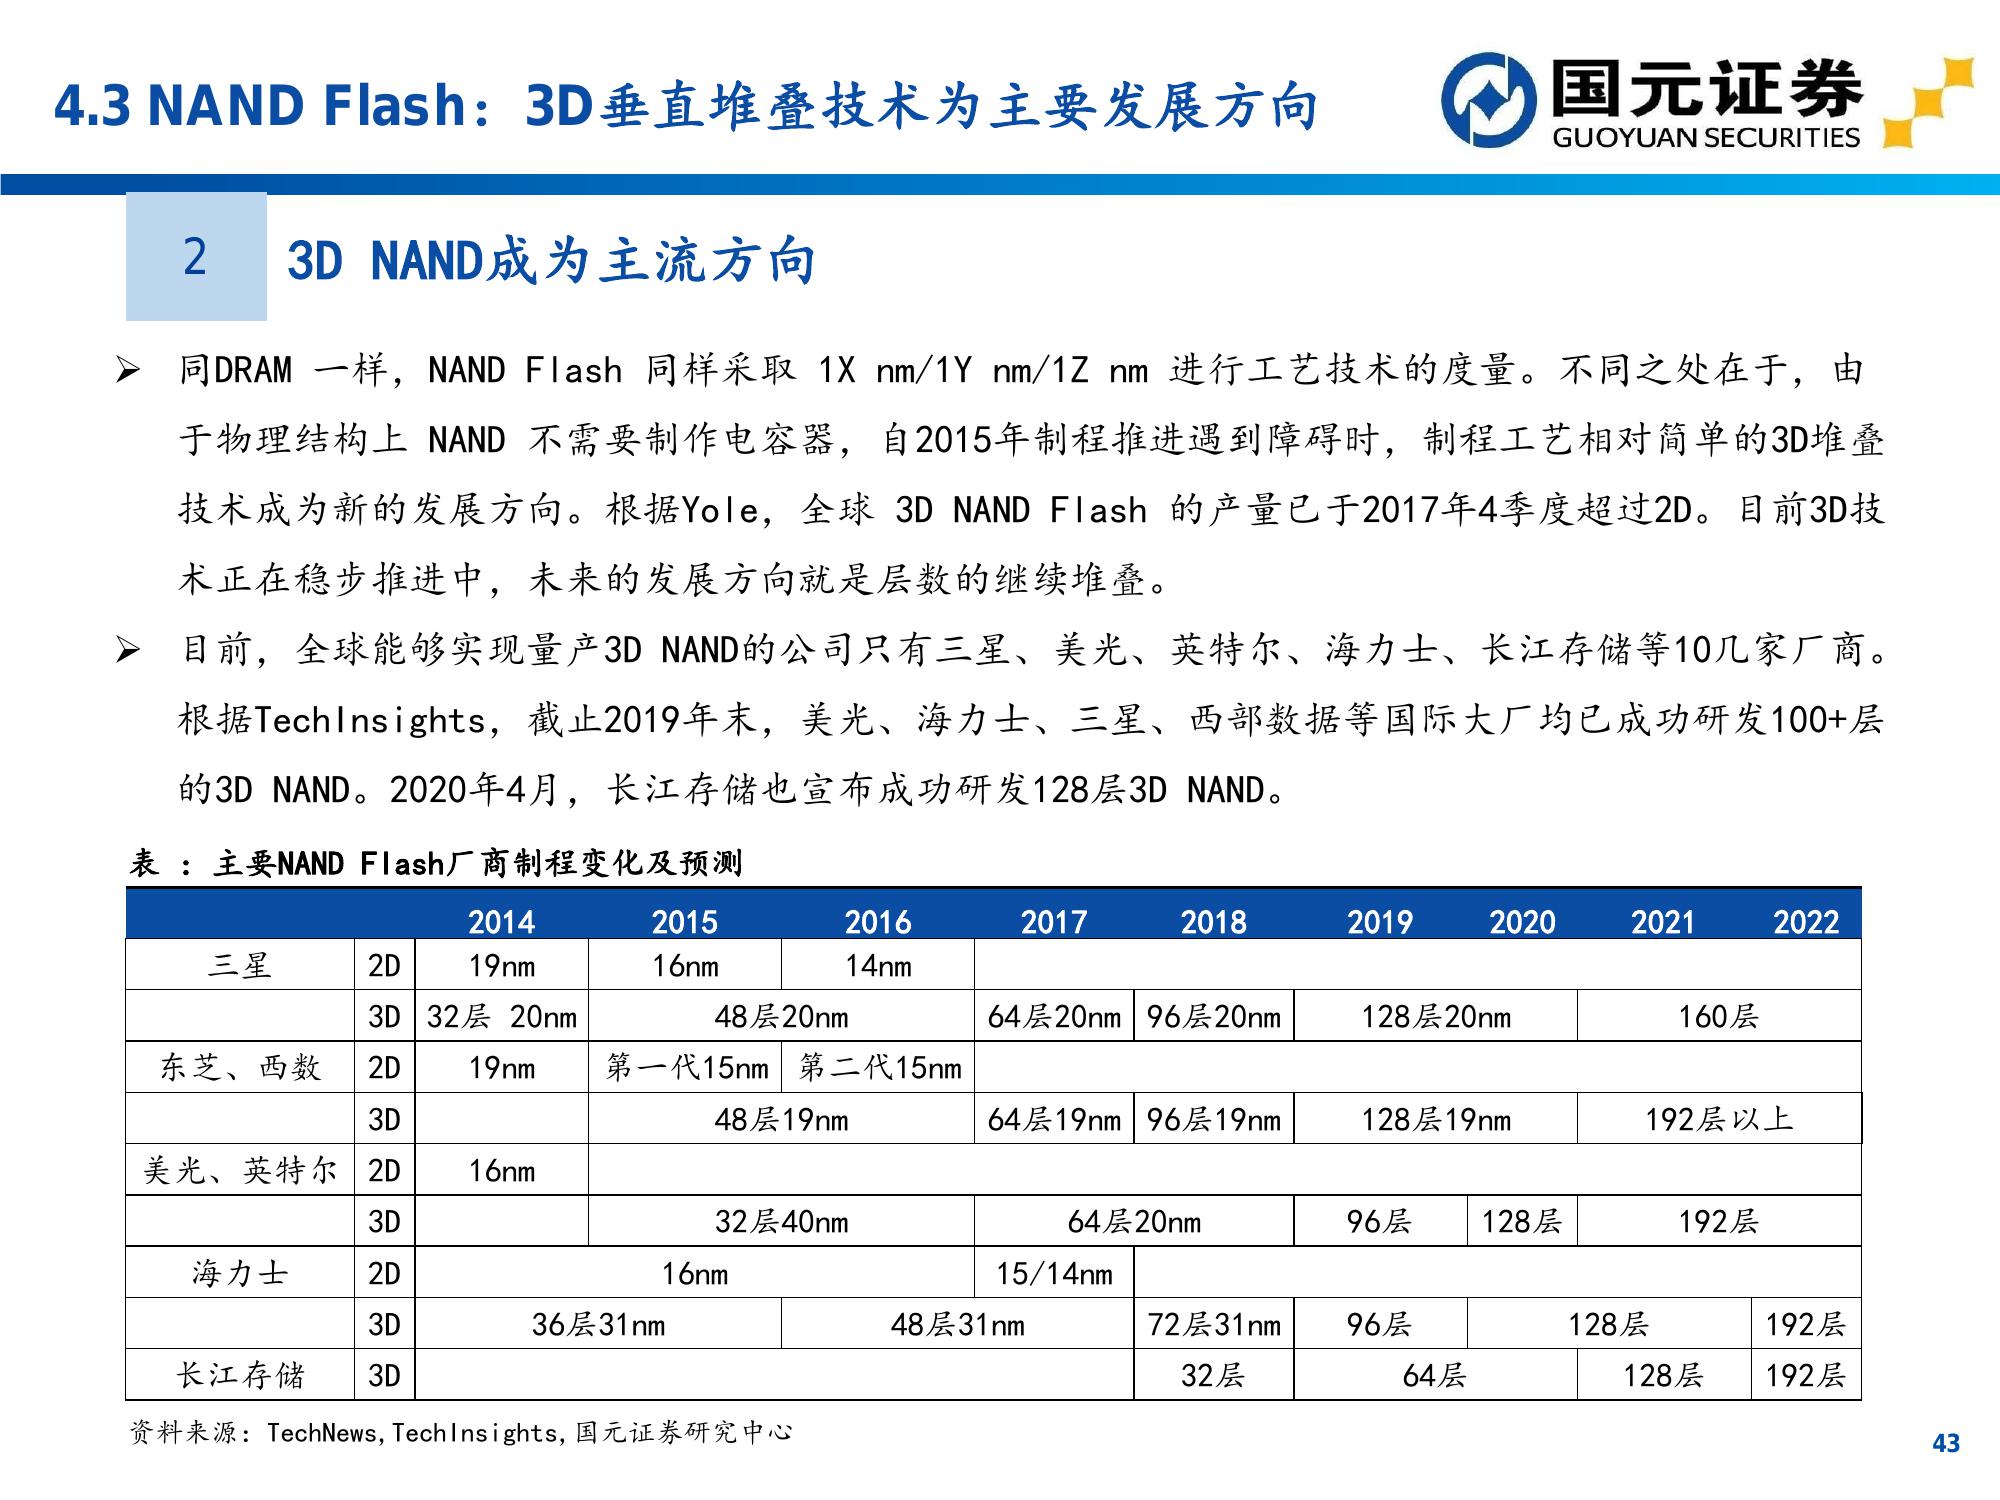 4.3 NAND Flash：3D垂直堆叠技术为主要发展方向
国元证券
GUOYUAN SECURITIES
2
3D NAND成为主流方向
➢ 同DRAM 一样，NAND Flash 同样采取 1X nm/1Y nm/1Z nm 进行工艺技术的度量。不同之处在于，由
于物理结构上 NAND 不需要制作电容器，自2015年制程推进遇到障碍时，制程工艺相对简单的3D堆叠
技术成为新的发展方向。根据Yole，全球 3D NAND Flash 的产量已于2017年4季度超过2D。目前3D技
术正在稳步推进中，未来的发展方向就是层数的继续堆叠。
➢ 目前，全球能够实现量产3D NAND的公司只有三星、美光、英特尔、海力士、长江存储等10几家厂商。
根据TechInsights，截止2019年末，美光、海力士、三星、西部数据等国际大厂均已成功研发100+层
的3D NAND。2020年4月，长江存储也宣布成功研发128层3D NAND。
表 ：主要NAND Flash厂商制程变化及预测
2014 2015 2016 2017 2018 2019 2020 2021 2022
三星 2D 19nm 16nm 14nm
3D 32层 20nm 48层20nm 64层20nm 96层20nm 128层20nm 160层
东芝、西数 2D 19nm 第一代15nm 第二代15nm
3D 48层19nm 64层19nm 96层19nm 128层19nm 192层以上
美光、英特尔 2D 16nm
3D 32层40nm 64层20nm 96层 128层 192层
海力士 2D 16nm 15/14nm
3D 36层31nm 48层31nm 72层31nm 96层 128层 192层
长江存储 3D 32层 64层 128层 192层
资料来源：TechNews,TechInsights,国元证券研究中心
43